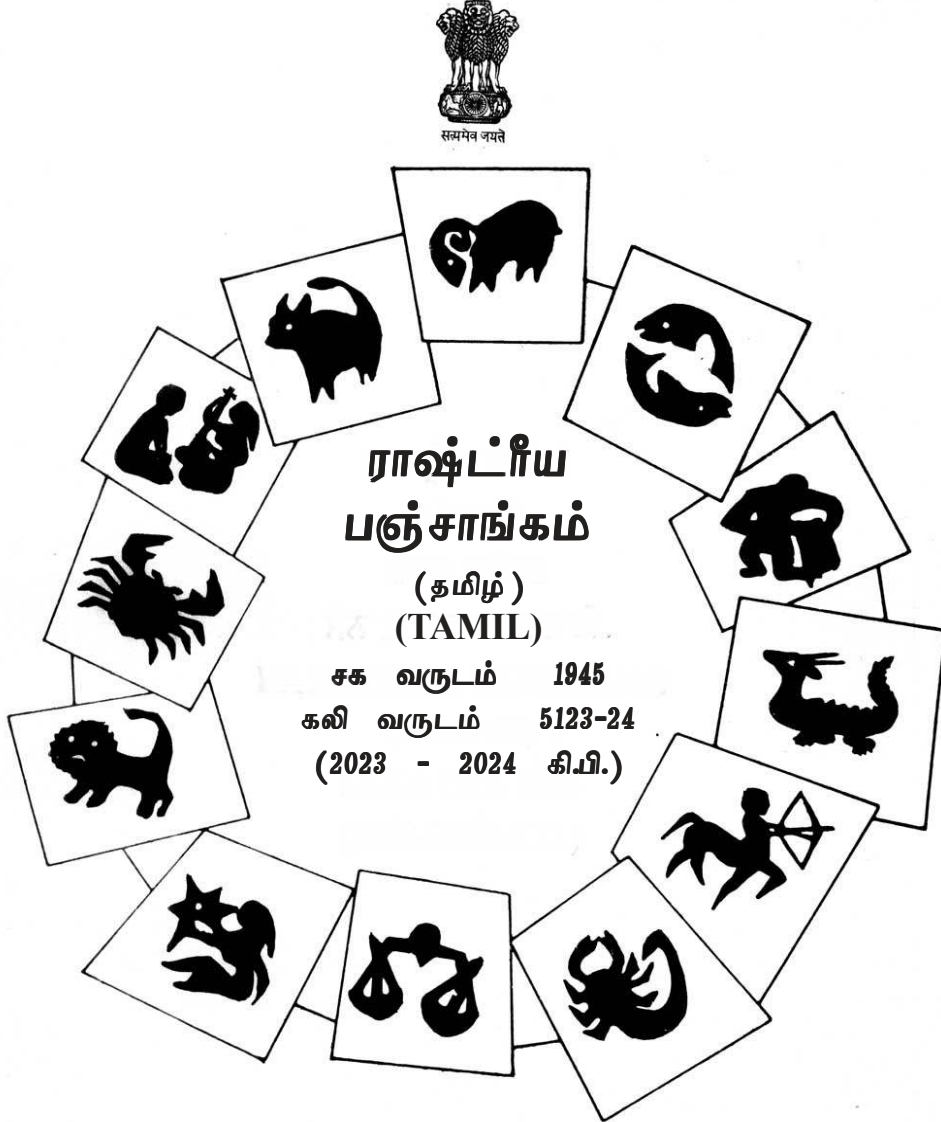 सत्यमेव जयते
ராஷ்ட்ரீய
பஞ்சாங்கம்
(தமிழ்)
(TAMIL)
சக வருடம் 1945
கலி வருடம் 5123-24
(2023 - 2024 கி.பி.)